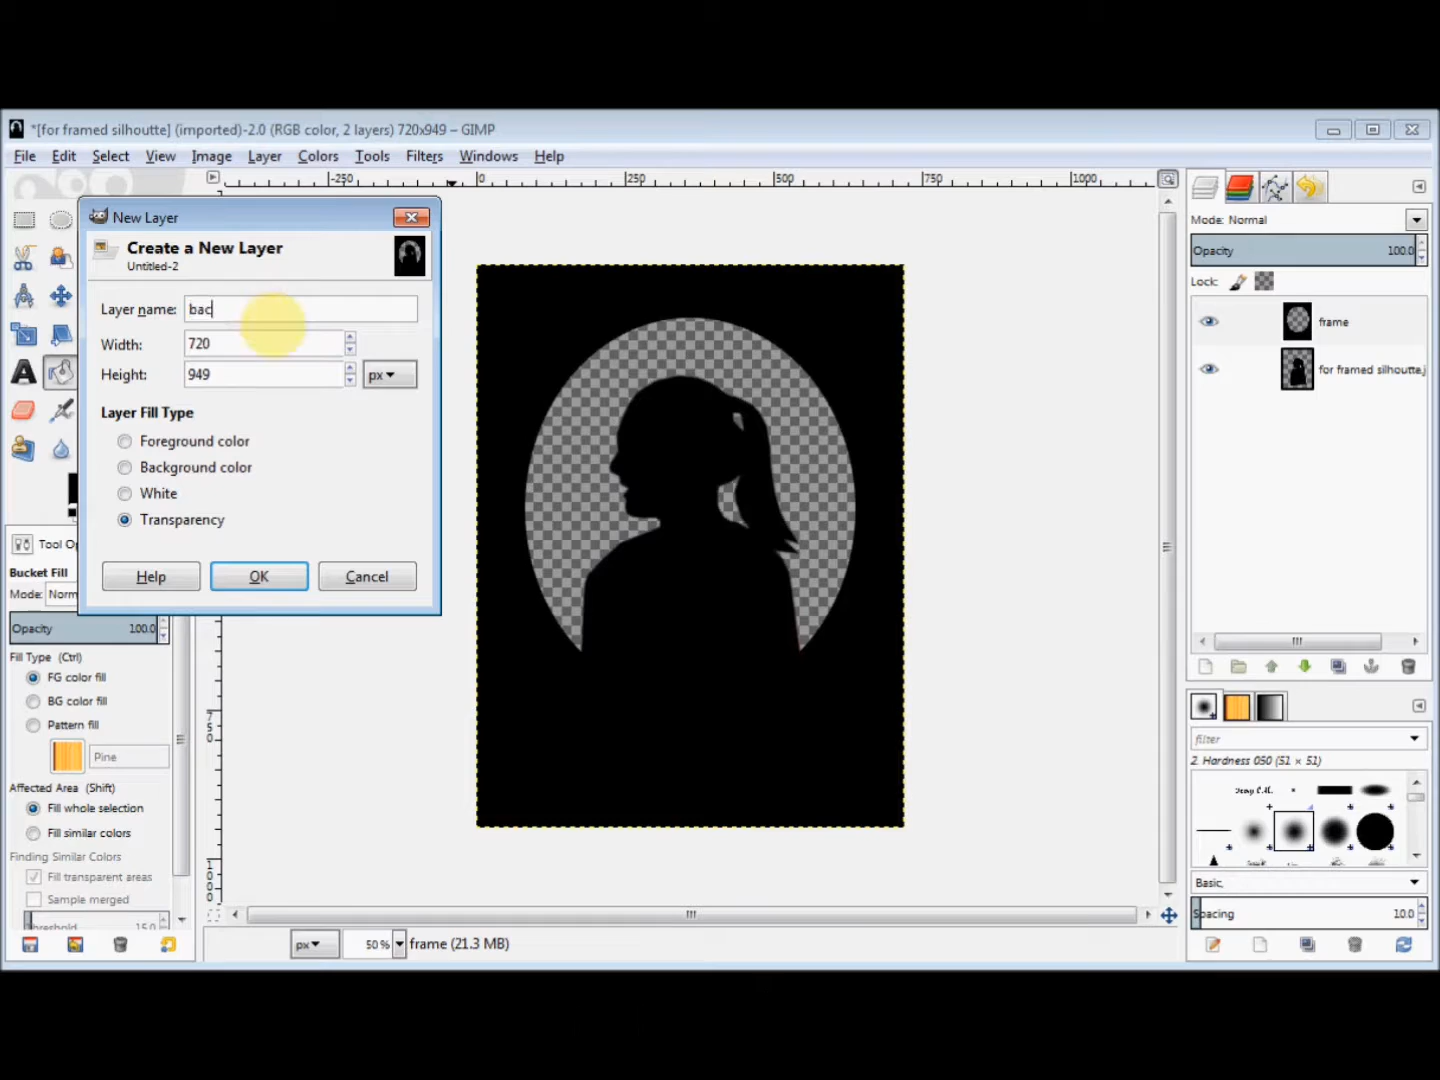 *[for framed silhoutte] (imported)-2.0 (RGB color, 2 layers) 720x949 – GIMP
File Edit Select View Image Layer Colors Tools Filters Windows Help
-250 0 250 500 750 1000
New Layer
Create a New Layer
Untitled-2
Layer name: bac
Width: 720
Height: 949 px
Layer Fill Type
Foreground color
Background color
White
Transparency
Help OK Cancel
Tool Op
Bucket Fill
Mode: Norm
Opacity 100.0
Fill Type (Ctrl)
FG color fill
BG color fill
Pattern fill
Pine
Affected Area (Shift)
Fill whole selection
Fill similar colors
Finding Similar Colors
Fill transparent areas
Sample merged
Threshold 15.0
750
1000
px 50 % frame (21.3 MB)
Mode: Normal
Opacity 100.0
Lock:
frame
for framed silhoutte.j
filter
2. Hardness 050 (51 × 51)
Basic,
Spacing 10.0